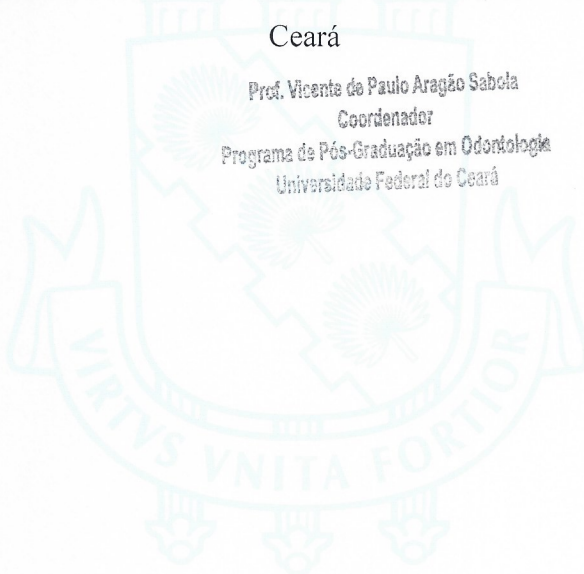 Ceará
Prof. Vicente de Paulo Aragão Saboia
Coordenador
Programa de Pós-Graduação em Odontologia
Universidade Federal do Ceará
VIRTVS VNITA FORTIOR